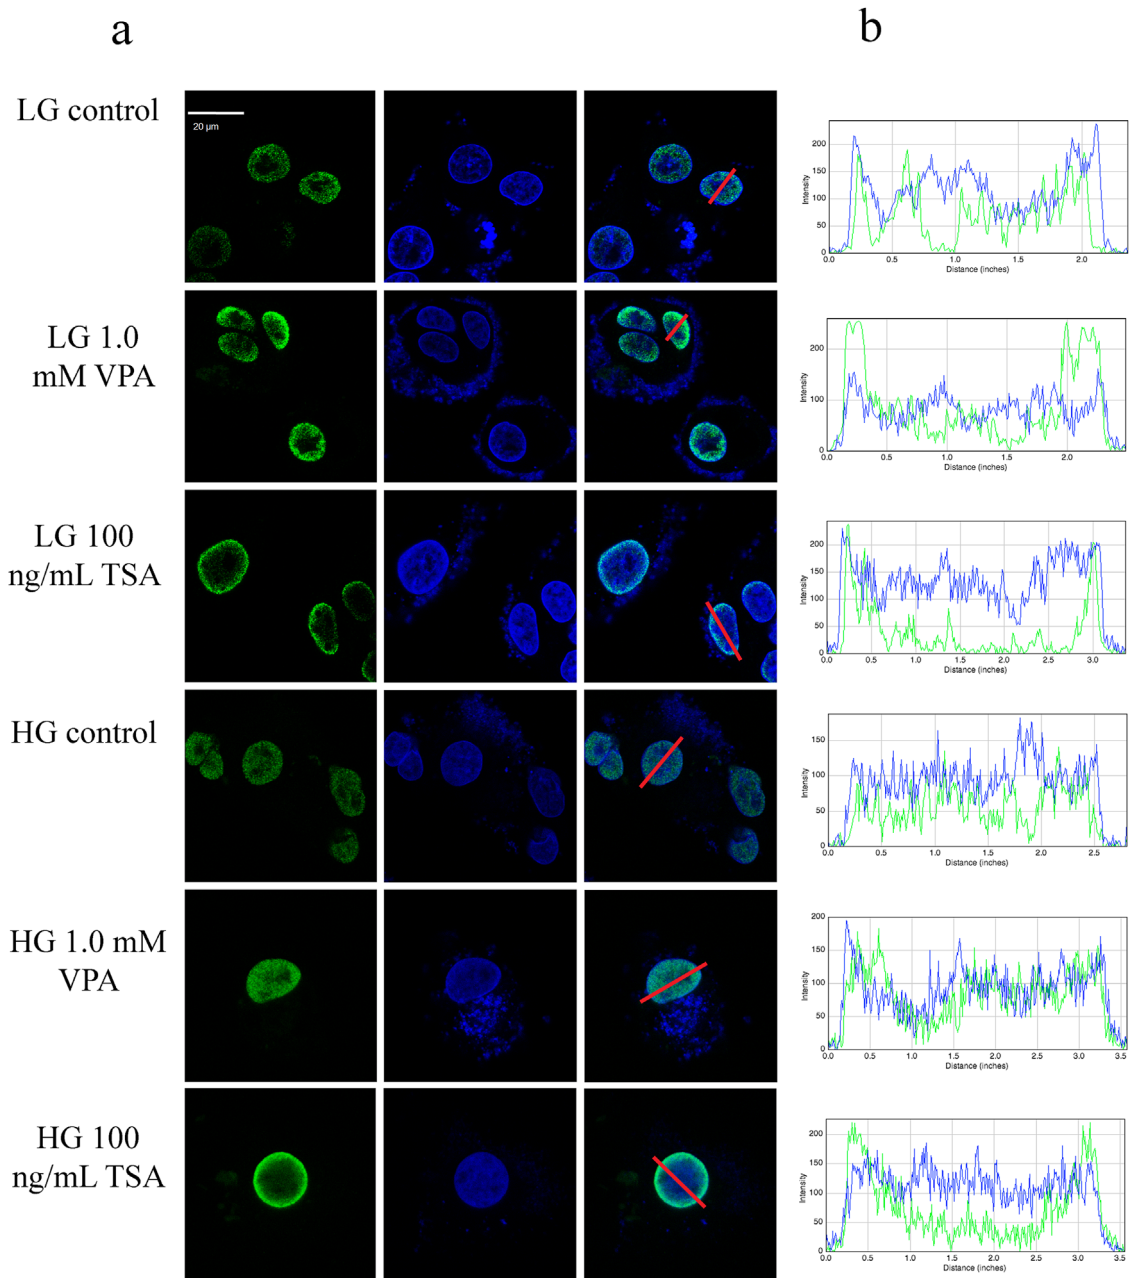 a
b
LG control
20 µm
200
150
100
50
0
Intensity
0.0 0.5 1.0 1.5 2.0
Distance (inches)
LG 1.0
mM VPA
200
100
0
Intensity
0.0 0.5 1.0 1.5 2.0
Distance (inches)
LG 100
ng/mL TSA
200
150
100
50
0
Intensity
0.0 0.5 1.0 1.5 2.0 2.5 3.0
Distance (inches)
HG control
150
100
50
0
Intensity
0.0 0.5 1.0 1.5 2.0 2.5
Distance (inches)
HG 1.0 mM
VPA
200
150
100
50
0
Intensity
0.0 0.5 1.0 1.5 2.0 2.5 3.0 3.5
Distance (inches)
HG 100
ng/mL TSA
200
150
100
50
0
Intensity
0.0 0.5 1.0 1.5 2.0 2.5 3.0 3.5
Distance (inches)